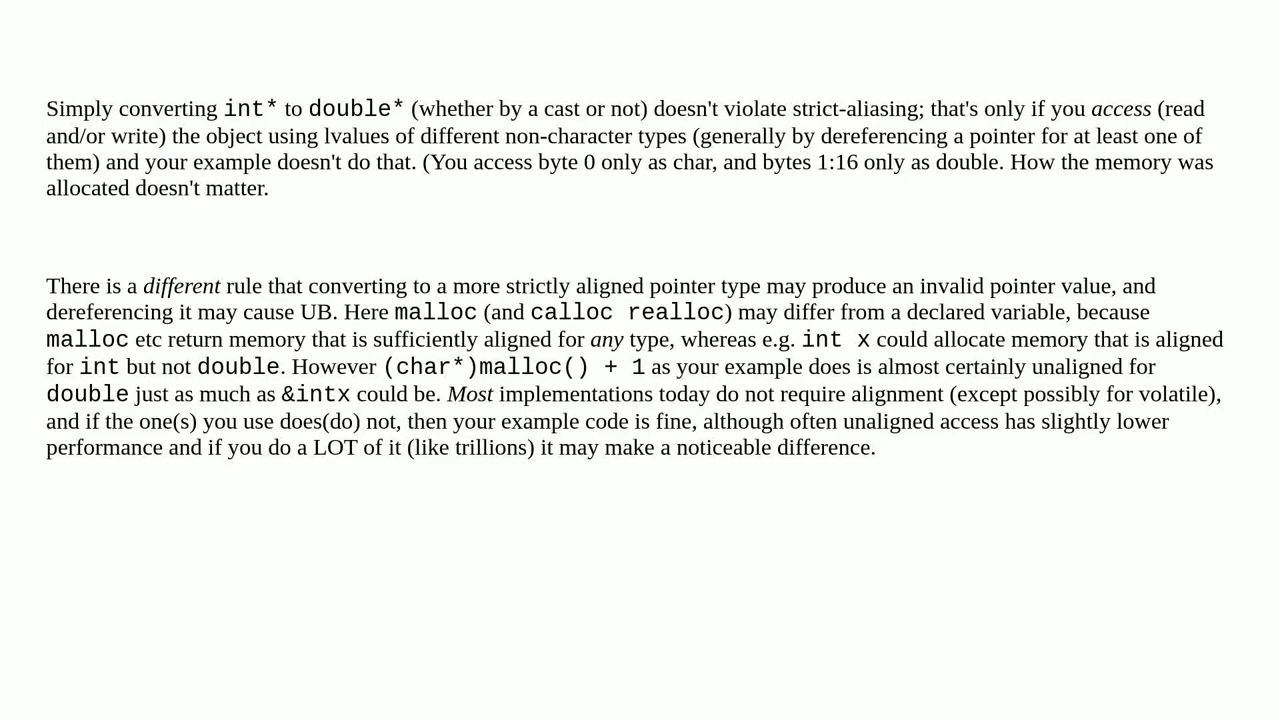 Simply converting int* to double* (whether by a cast or not) doesn't violate strict-aliasing; that's only if you access (read
and/or write) the object using lvalues of different non-character types (generally by dereferencing a pointer for at least one of
them) and your example doesn't do that. (You access byte 0 only as char, and bytes 1:16 only as double. How the memory was
allocated doesn't matter.
There is a different rule that converting to a more strictly aligned pointer type may produce an invalid pointer value, and
dereferencing it may cause UB. Here malloc (and calloc realloc) may differ from a declared variable, because
malloc etc return memory that is sufficiently aligned for any type, whereas e.g. int x could allocate memory that is aligned
for int but not double. However (char*)malloc() + 1 as your example does is almost certainly unaligned for
double just as much as &intx could be. Most implementations today do not require alignment (except possibly for volatile),
and if the one(s) you use does(do) not, then your example code is fine, although often unaligned access has slightly lower
performance and if you do a LOT of it (like trillions) it may make a noticeable difference.